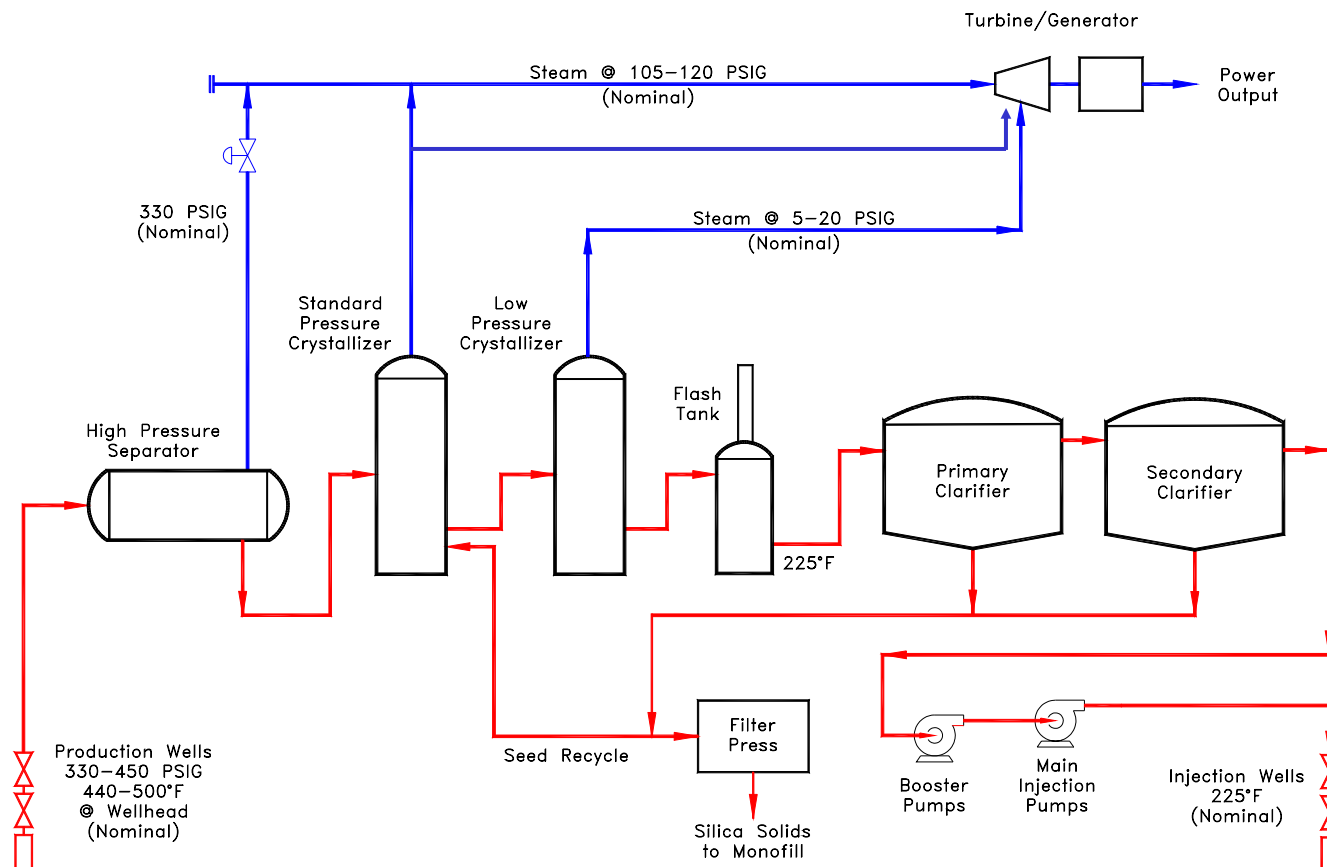 Turbine/Generator
Steam @ 105-120 PSIG
(Nominal)
Power
Output
330 PSIG
(Nominal)
Steam @ 5-20 PSIG
(Nominal)
Standard
Pressure
Crystallizer
Low
Pressure
Crystallizer
Flash
Tank
High Pressure
Separator
Primary
Clarifier
Secondary
Clarifier
225°F
Production Wells
330-450 PSIG
440-500°F
@ Wellhead
(Nominal)
Seed Recycle
Filter
Press
Silica Solids
to Monofill
Booster
Pumps
Main
Injection
Pumps
Injection Wells
225°F
(Nominal)